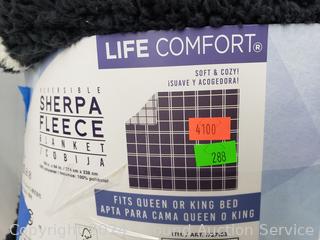 LIFE COMFORT®
SOFT & COZY!
¡SUAVE Y ACOGEDORA!
REVERSIBLE
SHERPA
FLEECE
BLANKET
COBIJA
4100
288
FITS QUEEN OR KING BED
APTA PARA CAMA QUEEN O KING